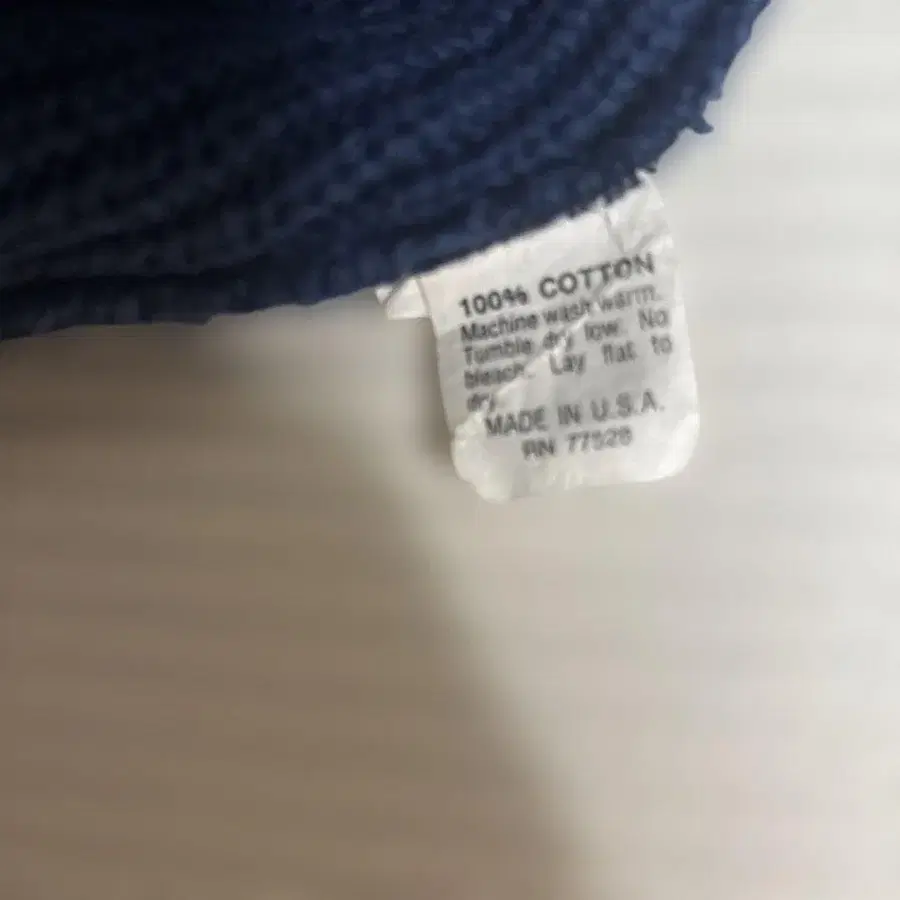 100% COTTON
Machine wash warm.
Tumble dry low. No
bleach. Lay flat to
dry.
MADE IN U.S.A.
RN 77528